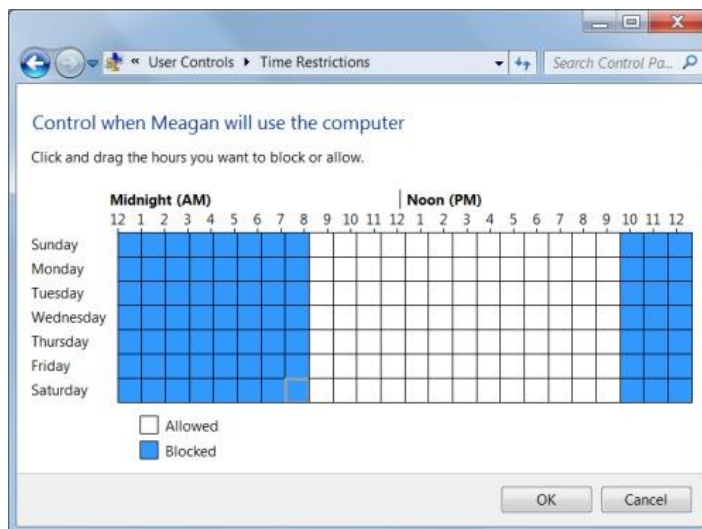 « User Controls ▸ Time Restrictions Search Control Pa...
Control when Meagan will use the computer
Click and drag the hours you want to block or allow.
Midnight (AM) Noon (PM)
12 1 2 3 4 5 6 7 8 9 10 11 12 1 2 3 4 5 6 7 8 9 10 11 12
Sunday
Monday
Tuesday
Wednesday
Thursday
Friday
Saturday
Allowed
Blocked
OK Cancel